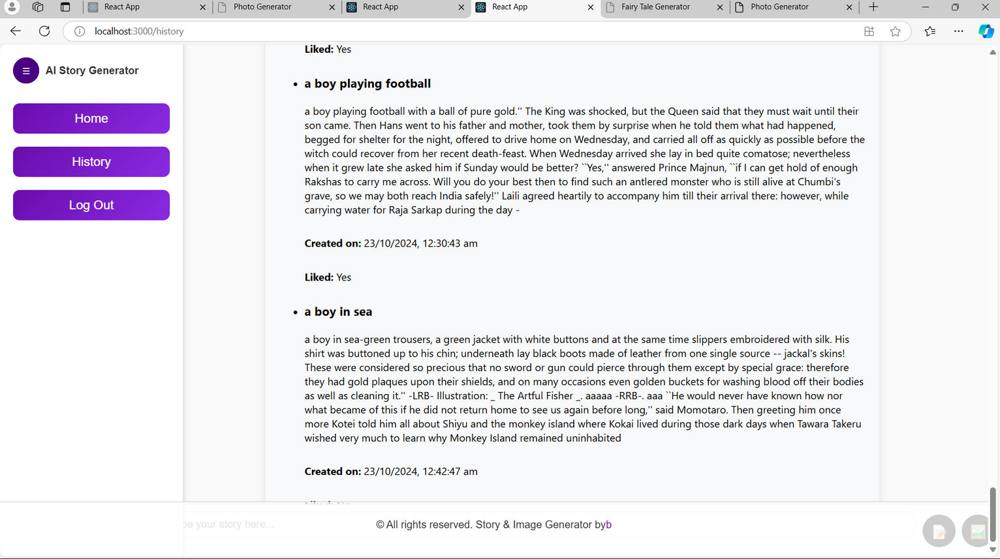 React App
Photo Generator
React App
React App
Fairy Tale Generator
Photo Generator
localhost:3000/history
AI Story Generator
Home
History
Log Out
Liked: Yes
a boy playing football
a boy playing football with a ball of pure gold.'' The King was shocked, but the Queen said that they must wait until their
son came. Then Hans went to his father and mother, took them by surprise when he told them what had happened,
begged for shelter for the night, offered to drive home on Wednesday, and carried all off as quickly as possible before the
witch could recover from her recent death-feast. When Wednesday arrived she lay in bed quite comatose; nevertheless
when it grew late she asked him if Sunday would be better? ``Yes,'' answered Prince Majnun, ``if I can get hold of enough
Rakshas to carry me across. Will you do your best then to find such an antlered monster who is still alive at Chumbi's
grave, so we may both reach India safely!'' Laili agreed heartily to accompany him till their arrival there: however, while
carrying water for Raja Sarkap during the day -
Created on: 23/10/2024, 12:30:43 am
Liked: Yes
a boy in sea
a boy in sea-green trousers, a green jacket with white buttons and at the same time slippers embroidered with silk. His
shirt was buttoned up to his chin; underneath lay black boots made of leather from one single source -- jackal's skins!
These were considered so precious that no sword or gun could pierce through them except by special grace: therefore
they had gold plaques upon their shields, and on many occasions even golden buckets for washing blood off their bodies
as well as cleaning it.'' -LRB- Illustration: _ The Artful Fisher _. aaaaa -RRB-. aaa ``He would never have known how nor
what became of this if he did not return home to see us again before long,'' said Momotaro. Then greeting him once
more Kotei told him all about Shiyu and the monkey island where Kokai lived during those dark days when Tawara Takeru
wished very much to learn why Monkey Island remained uninhabited
Created on: 23/10/2024, 12:42:47 am
Liked: No
be your story here...
© All rights reserved. Story & Image Generator byb